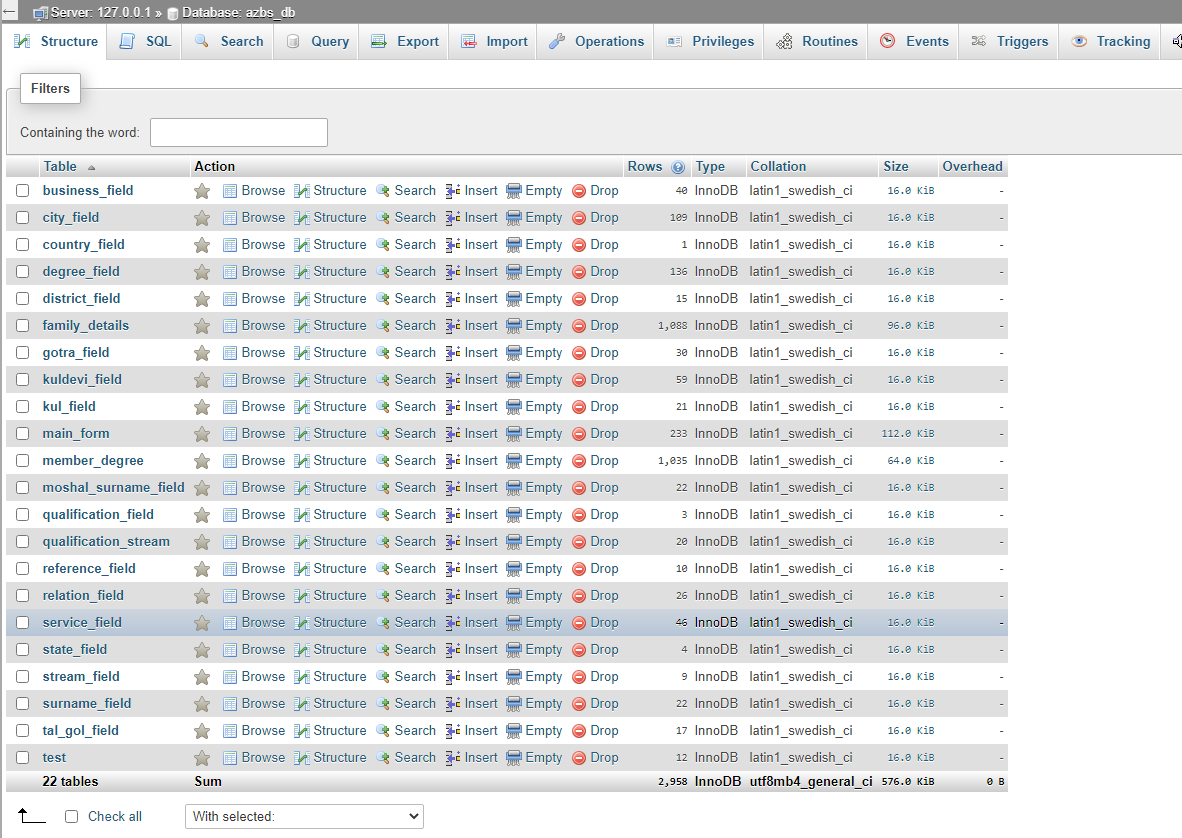 Server: 127.0.0.1 » Database: azbs_db
Structure SQL Search Query Export Import Operations Privileges Routines Events Triggers Tracking
Filters
Containing the word:
Table Action Rows Type Collation Size Overhead
business_field Browse Structure Search Insert Empty Drop 40 InnoDB latin1_swedish_ci 16.0 KiB -
city_field Browse Structure Search Insert Empty Drop 109 InnoDB latin1_swedish_ci 16.0 KiB -
country_field Browse Structure Search Insert Empty Drop 1 InnoDB latin1_swedish_ci 16.0 KiB -
degree_field Browse Structure Search Insert Empty Drop 136 InnoDB latin1_swedish_ci 16.0 KiB -
district_field Browse Structure Search Insert Empty Drop 15 InnoDB latin1_swedish_ci 16.0 KiB -
family_details Browse Structure Search Insert Empty Drop 1,088 InnoDB latin1_swedish_ci 96.0 KiB -
gotra_field Browse Structure Search Insert Empty Drop 30 InnoDB latin1_swedish_ci 16.0 KiB -
kuldevi_field Browse Structure Search Insert Empty Drop 59 InnoDB latin1_swedish_ci 16.0 KiB -
kul_field Browse Structure Search Insert Empty Drop 21 InnoDB latin1_swedish_ci 16.0 KiB -
main_form Browse Structure Search Insert Empty Drop 233 InnoDB latin1_swedish_ci 112.0 KiB -
member_degree Browse Structure Search Insert Empty Drop 1,035 InnoDB latin1_swedish_ci 64.0 KiB -
moshal_surname_field Browse Structure Search Insert Empty Drop 22 InnoDB latin1_swedish_ci 16.0 KiB -
qualification_field Browse Structure Search Insert Empty Drop 3 InnoDB latin1_swedish_ci 16.0 KiB -
qualification_stream Browse Structure Search Insert Empty Drop 20 InnoDB latin1_swedish_ci 16.0 KiB -
reference_field Browse Structure Search Insert Empty Drop 10 InnoDB latin1_swedish_ci 16.0 KiB -
relation_field Browse Structure Search Insert Empty Drop 26 InnoDB latin1_swedish_ci 16.0 KiB -
service_field Browse Structure Search Insert Empty Drop 46 InnoDB latin1_swedish_ci 16.0 KiB -
state_field Browse Structure Search Insert Empty Drop 4 InnoDB latin1_swedish_ci 16.0 KiB -
stream_field Browse Structure Search Insert Empty Drop 9 InnoDB latin1_swedish_ci 16.0 KiB -
surname_field Browse Structure Search Insert Empty Drop 22 InnoDB latin1_swedish_ci 16.0 KiB -
tal_gol_field Browse Structure Search Insert Empty Drop 17 InnoDB latin1_swedish_ci 16.0 KiB -
test Browse Structure Search Insert Empty Drop 12 InnoDB latin1_swedish_ci 16.0 KiB -
22 tables Sum 2,958 InnoDB utf8mb4_general_ci 576.0 KiB 0 B
Check all With selected: